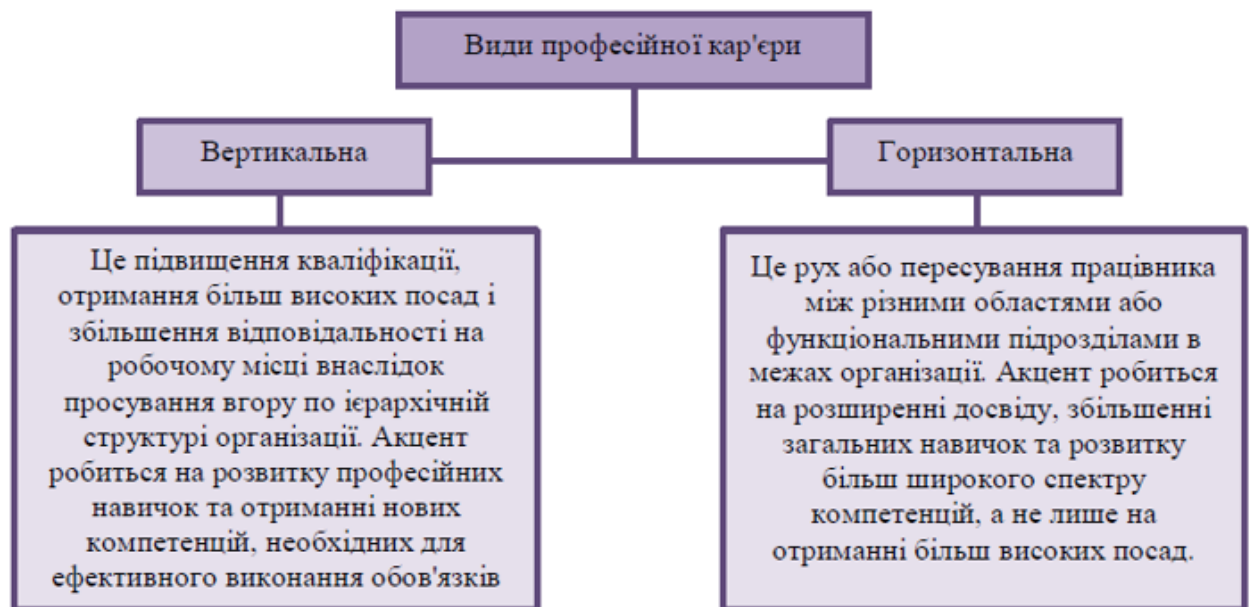 Види професійної кар'єри
Вертикальна
Горизонтальна
Це підвищення кваліфікації,
отримання більш високих посад і
збільшення відповідальності на
робочому місці внаслідок
просування вгору по ієрархічній
структурі організації. Акцент
робиться на розвитку професійних
навичок та отриманні нових
компетенцій, необхідних для
ефективного виконання обов'язків
Це рух або пересування працівника
між різними областями або
функціональними підрозділами в
межах організації. Акцент робиться
на розширенні досвіду, збільшенні
загальних навичок та розвитку
більш широкого спектру
компетенцій, а не лише на
отриманні більш високих посад.